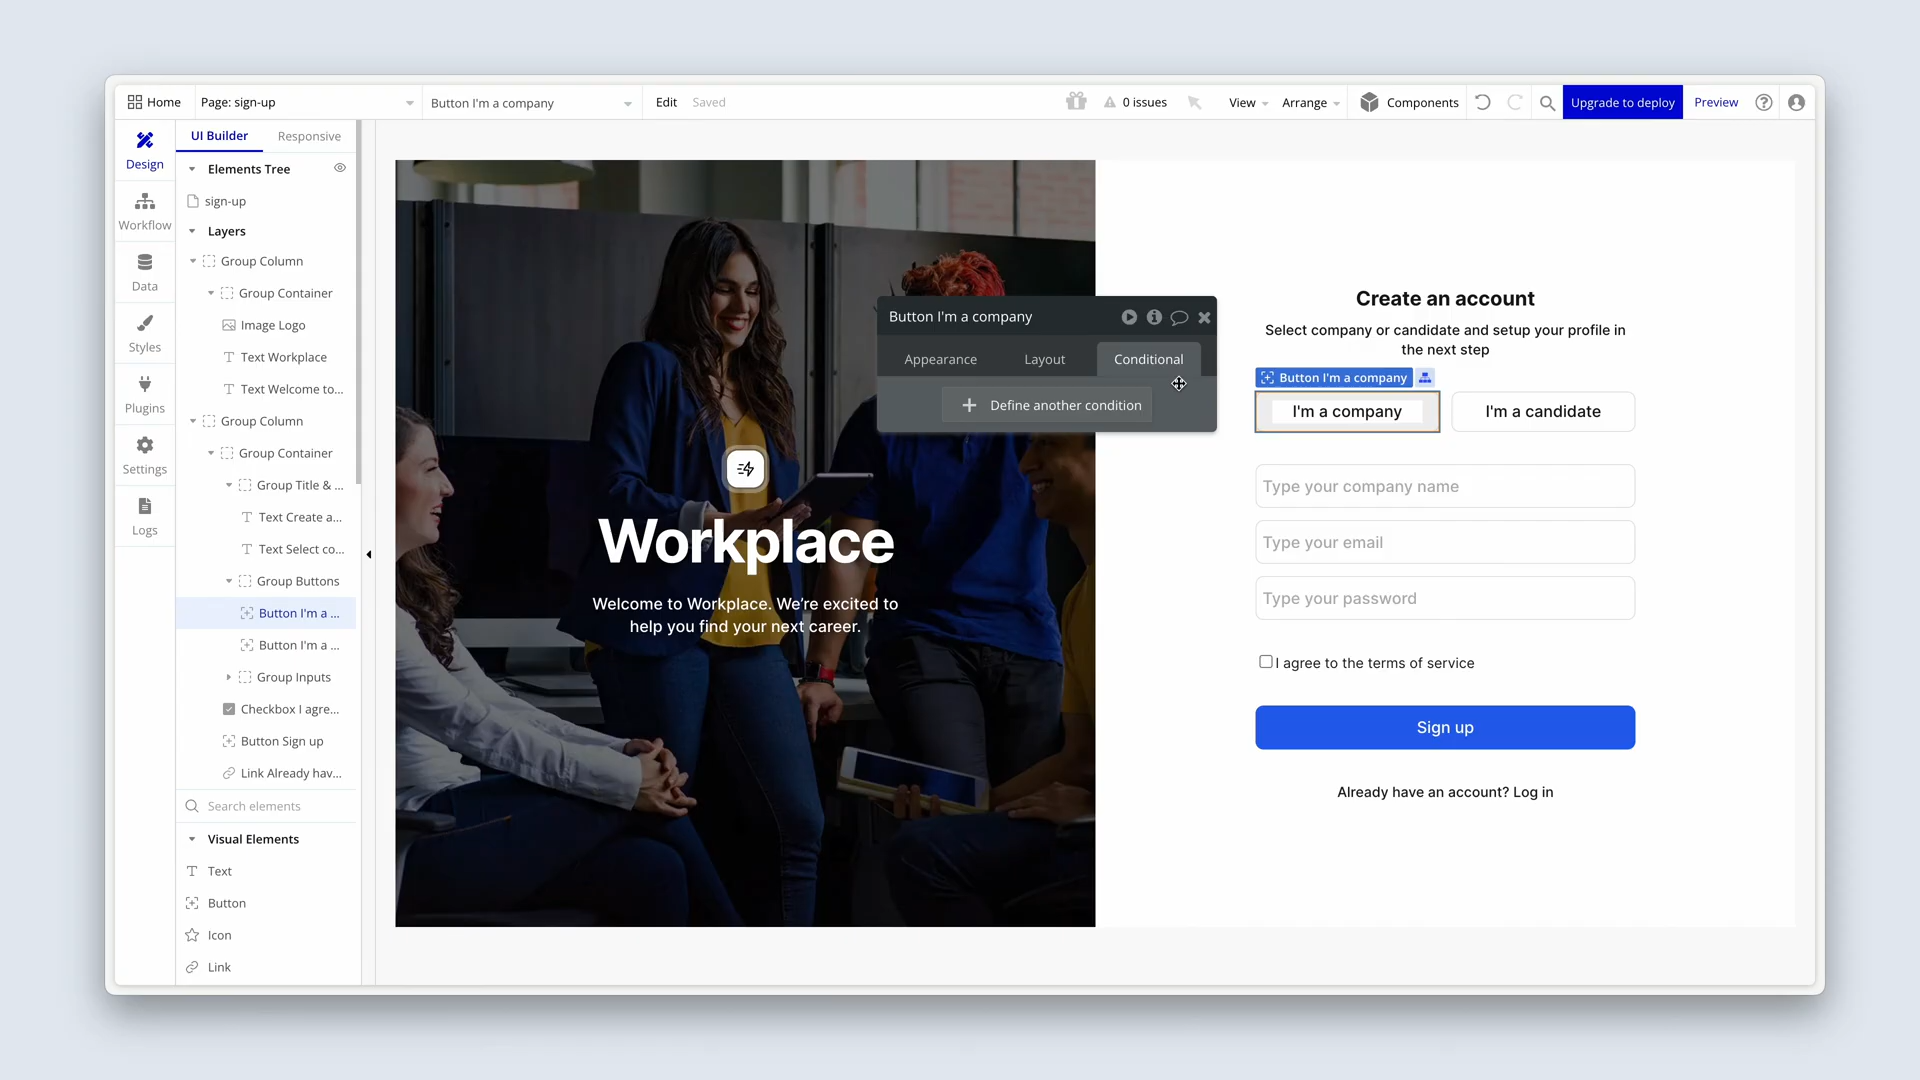 Home
Page: sign-up
Button I'm a company
Edit
Saved
0 issues
View
Arrange
Components
Upgrade to deploy
Preview
Design
Workflow
Data
Styles
Plugins
Settings
Logs
UI Builder
Responsive
Elements Tree
sign-up
Layers
Group Column
Group Container
Image Logo
Text Workplace
Text Welcome to...
Group Column
Group Container
Group Title & ...
Text Create a...
Text Select co...
Group Buttons
Button I'm a ...
Button I'm a ...
Group Inputs
Checkbox I agre...
Button Sign up
Link Already hav...
Search elements
Visual Elements
Text
Button
Icon
Link
Workplace
Welcome to Workplace. We're excited to
help you find your next career.
Button I'm a company
Appearance
Layout
Conditional
Define another condition
Create an account
Select company or candidate and setup your profile in
the next step
Button I'm a company
I'm a company
I'm a candidate
Type your company name
Type your email
Type your password
I agree to the terms of service
Sign up
Already have an account? Log in